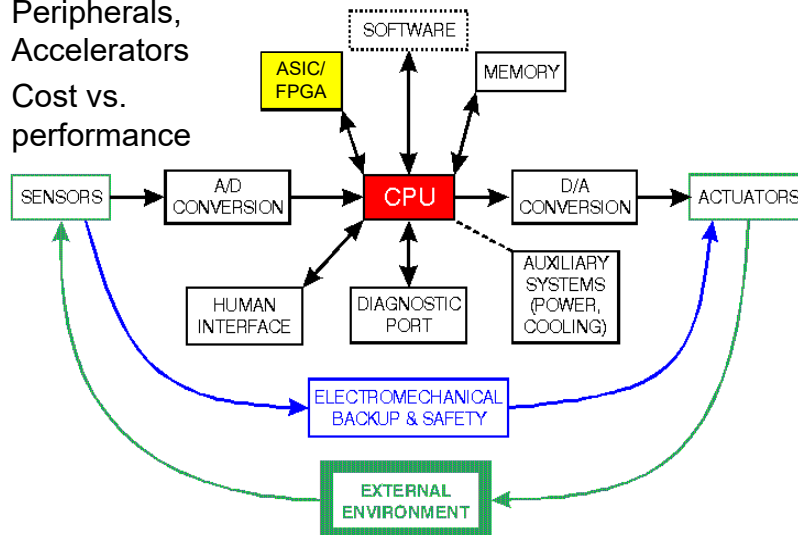 Peripherals,
Accelerators
Cost vs.
performance
SOFTWARE
ASIC/
FPGA
MEMORY
SENSORS
A/D
CONVERSION
CPU
D/A
CONVERSION
ACTUATORS
HUMAN
INTERFACE
DIAGNOSTIC
PORT
AUXILIARY
SYSTEMS
(POWER,
COOLING)
ELECTROMECHANICAL
BACKUP & SAFETY
EXTERNAL
ENVIRONMENT